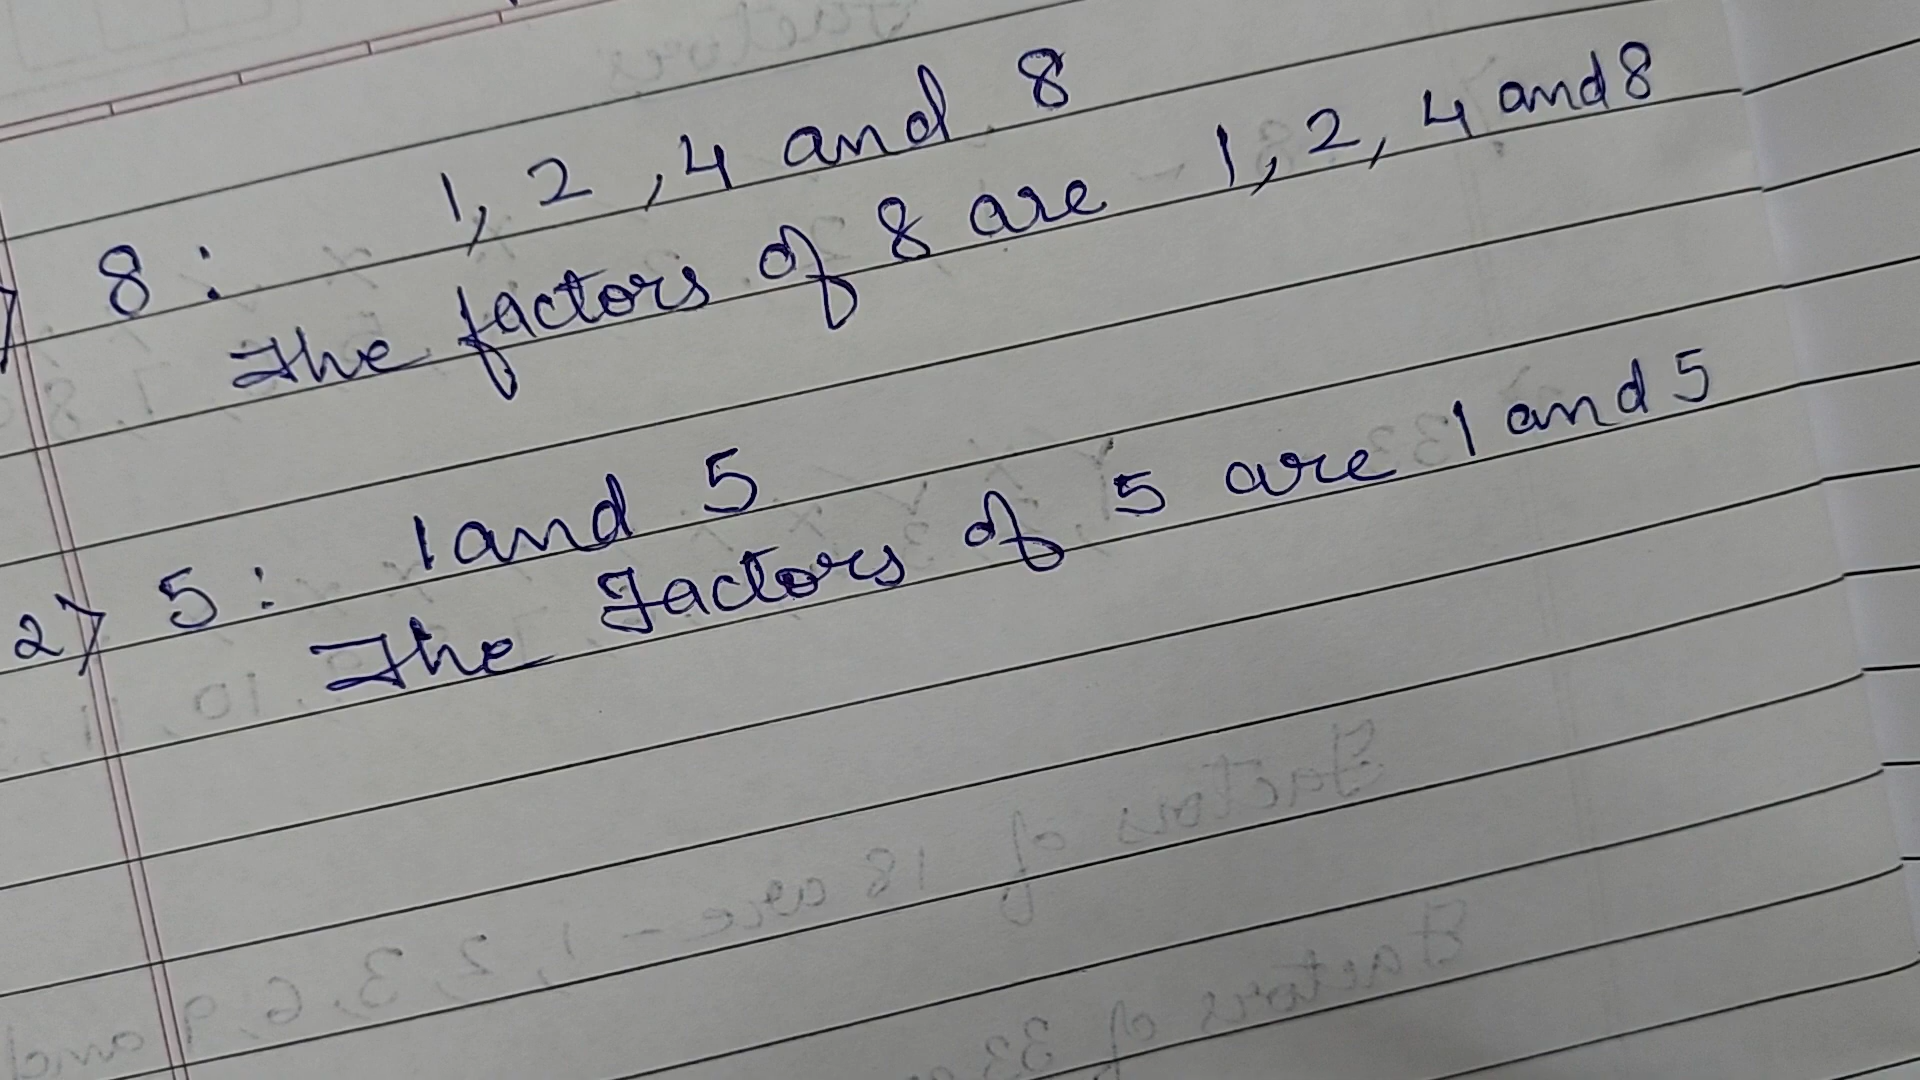 8: 1, 2, 4 and 8
The factors of 8 are 1, 2, 4 and 8
2) 5: 1 and 5
The Factors of 5 are 1 and 5